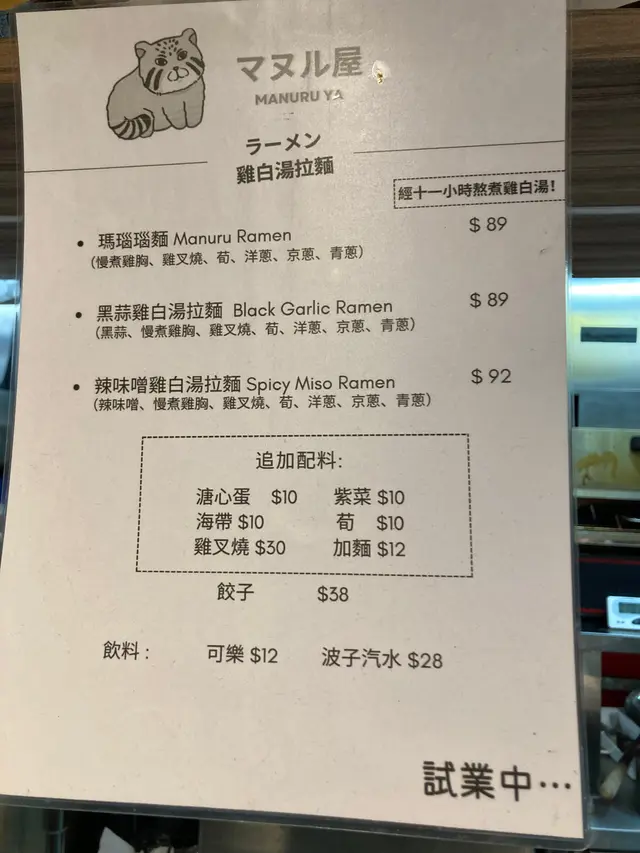 マヌル屋
MANURU YA
ラーメン
雞白湯拉麵
經十一小時熬煮雞白湯!
• 瑪瑙瑙麵 Manuru Ramen $ 89
(慢煮雞胸、雞叉燒、荀、洋蔥、京蔥、青蔥)
• 黑蒜雞白湯拉麵 Black Garlic Ramen $ 89
(黑蒜、慢煮雞胸、雞叉燒、荀、洋蔥、京蔥、青蔥)
• 辣味噌雞白湯拉麵 Spicy Miso Ramen $ 92
(辣味噌、慢煮雞胸、雞叉燒、荀、洋蔥、京蔥、青蔥)
追加配料:
溏心蛋 $10 紫菜 $10
海帶 $10 荀 $10
雞叉燒 $30 加麵 $12
餃子 $38
飲料: 可樂 $12 波子汽水 $28
試業中⋯